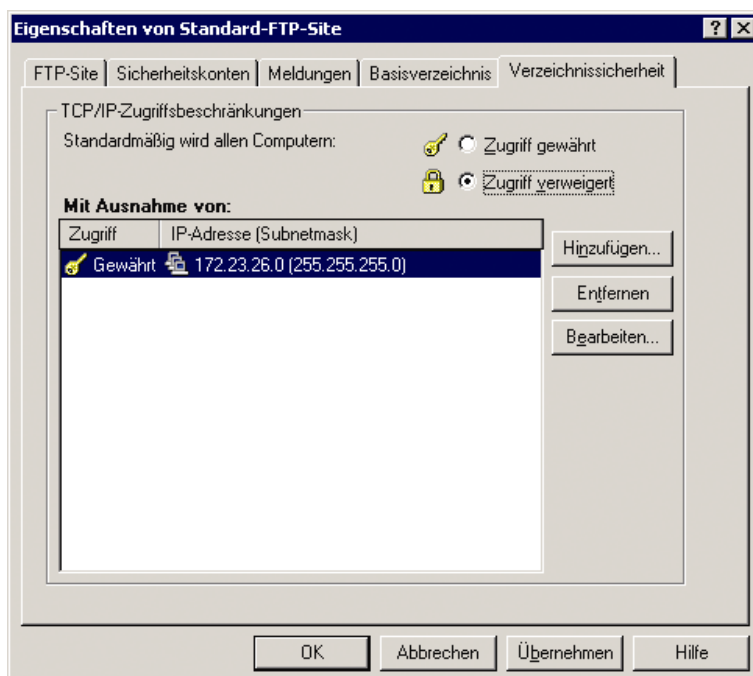 Eigenschaften von Standard-FTP-Site
FTP-Site Sicherheitskonten Meldungen Basisverzeichnis Verzeichnissicherheit
TCP/IP-Zugriffsbeschränkungen
Standardmäßig wird allen Computern:
Zugriff gewährt
Zugriff verweigert
Mit Ausnahme von:
Zugriff IP-Adresse (Subnetmask)
Gewährt 172.23.26.0 (255.255.255.0)
Hinzufügen...
Entfernen
Bearbeiten...
OK Abbrechen Übernehmen Hilfe